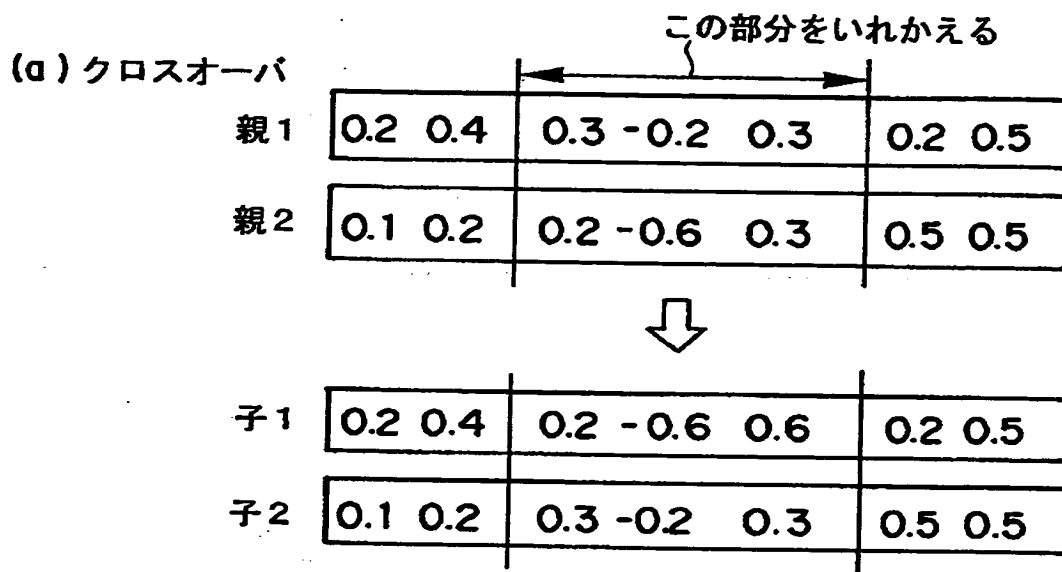 この部分をいれかえる
(a)クロスオーバ
親1 0.2 0.4 0.3 -0.2 0.3 0.2 0.5
親2 0.1 0.2 0.2 -0.6 0.3 0.5 0.5
子1 0.2 0.4 0.2 -0.6 0.6 0.2 0.5
子2 0.1 0.2 0.3 -0.2 0.3 0.5 0.5